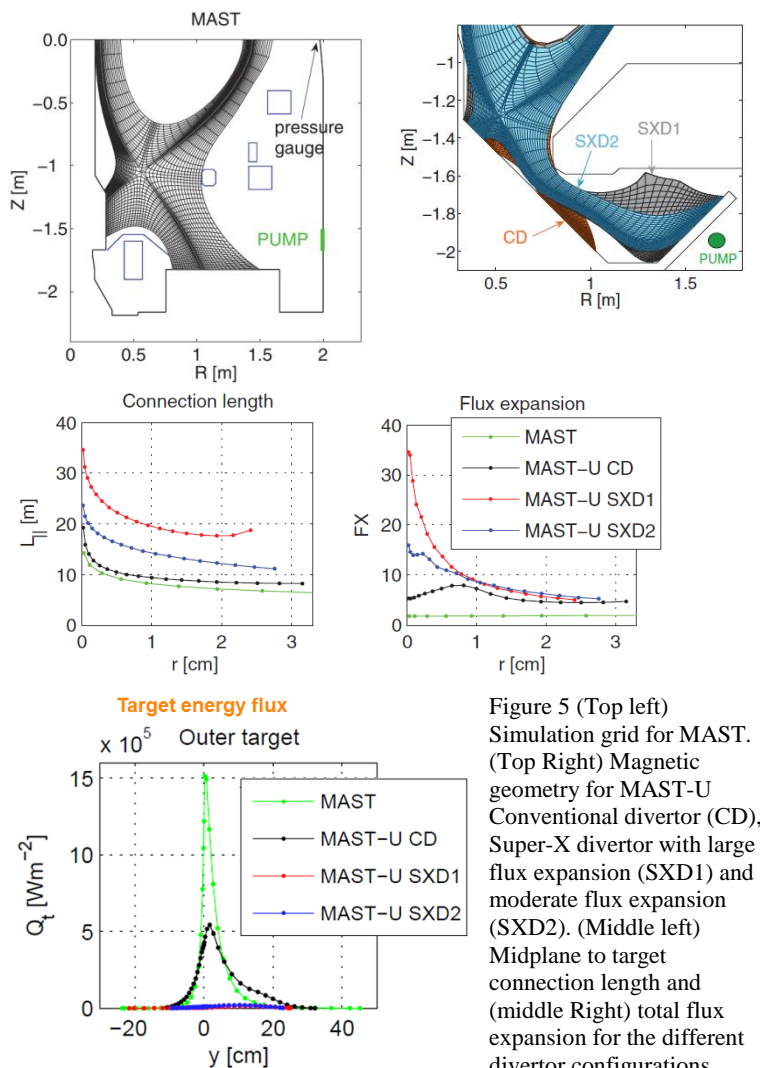 MAST
0.0
−0.5
−1
−1.5
−2
Z [m]
pressure
gauge
PUMP
0
0.5
1
1.5
2
R [m]
−1
−1.2
−1.4
−1.6
−1.8
−2
Z [m]
SXD2
SXD1
CD
PUMP
0.5
1
1.5
R [m]
Connection length
40
30
20
10
0
L|| [m]
0
1
2
3
r [cm]
Flux expansion
40
30
20
10
0
FX
MAST
MAST−U CD
MAST−U SXD1
MAST−U SXD2
0
1
2
3
r [cm]
Target energy flux
x 10⁵
Outer target
15
10
5
0
Qt [Wm⁻²]
MAST
MAST−U CD
MAST−U SXD1
MAST−U SXD2
−20
0
20
40
y [cm]
Figure 5 (Top left)
Simulation grid for MAST.
(Top Right) Magnetic
geometry for MAST-U
Conventional divertor (CD),
Super-X divertor with large
flux expansion (SXD1) and
moderate flux expansion
(SXD2). (Middle left)
Midplane to target
connection length and
(middle Right) total flux
expansion for the different
divertor configurations